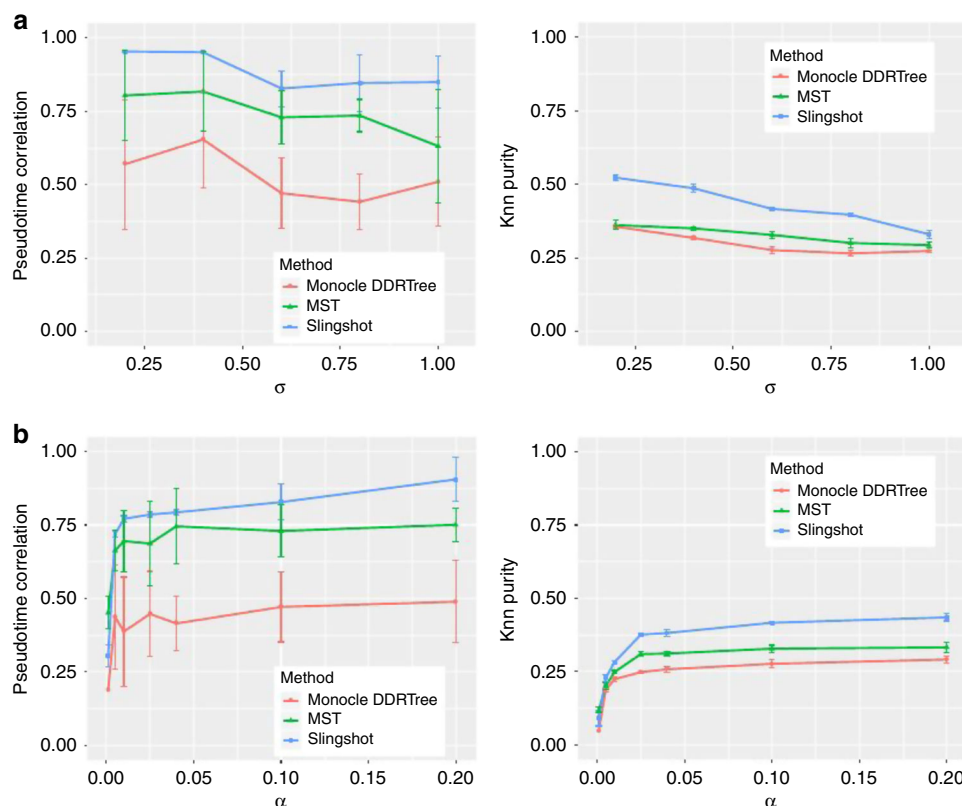 a
Pseudotime correlation
1.00
0.75
0.50
0.25
0.00
Method
Monocle DDRTree
MST
Slingshot
0.25
0.50
0.75
1.00
σ
Knn purity
1.00
0.75
0.50
0.25
0.00
Method
Monocle DDRTree
MST
Slingshot
0.25
0.50
0.75
1.00
σ
b
Pseudotime correlation
1.00
0.75
0.50
0.25
0.00
Method
Monocle DDRTree
MST
Slingshot
0.00
0.05
0.10
0.15
0.20
α
Knn purity
1.00
0.75
0.50
0.25
0.00
Method
Monocle DDRTree
MST
Slingshot
0.00
0.05
0.10
0.15
0.20
α